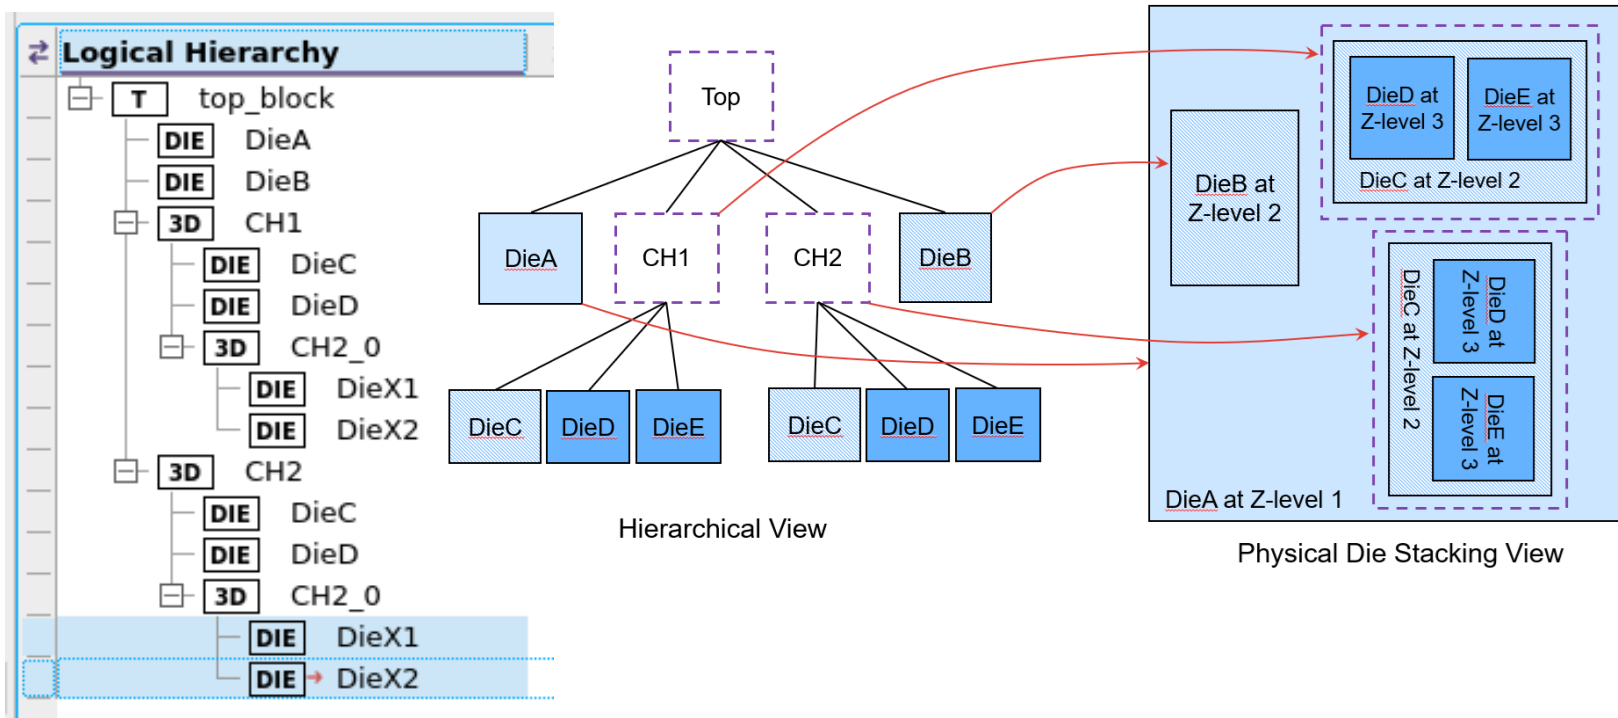 Logical Hierarchy
T top_block
DIE DieA
DIE DieB
3D CH1
DIE DieC
DIE DieD
3D CH2_0
DIE DieX1
DIE DieX2
3D CH2
DIE DieC
DIE DieD
3D CH2_0
DIE DieX1
DIE DieX2
Top
DieA
CH1
CH2
DieB
DieC
DieD
DieE
DieC
DieD
DieE
Hierarchical View
DieB at
Z-level 2
DieD at
Z-level 3
DieE at
Z-level 3
DieC at Z-level 2
DieC at Z-level 2
DieD at
Z-level 3
DieE at
Z-level 3
DieA at Z-level 1
Physical Die Stacking View